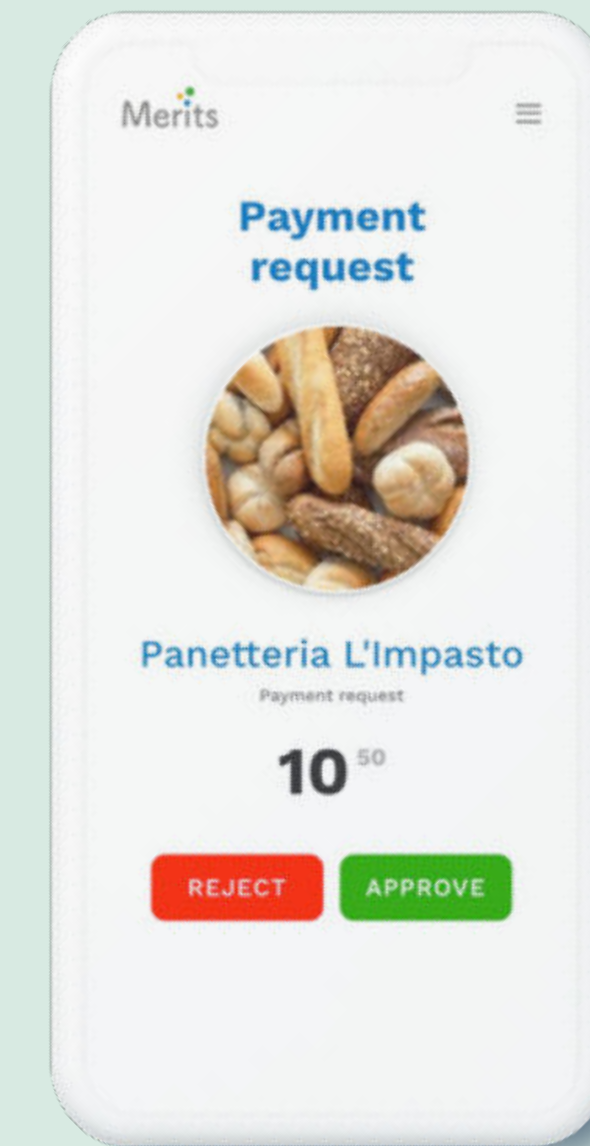 Merits
Payment
request
Panetteria L'Impasto
Payment request
10 50
REJECT APPROVE